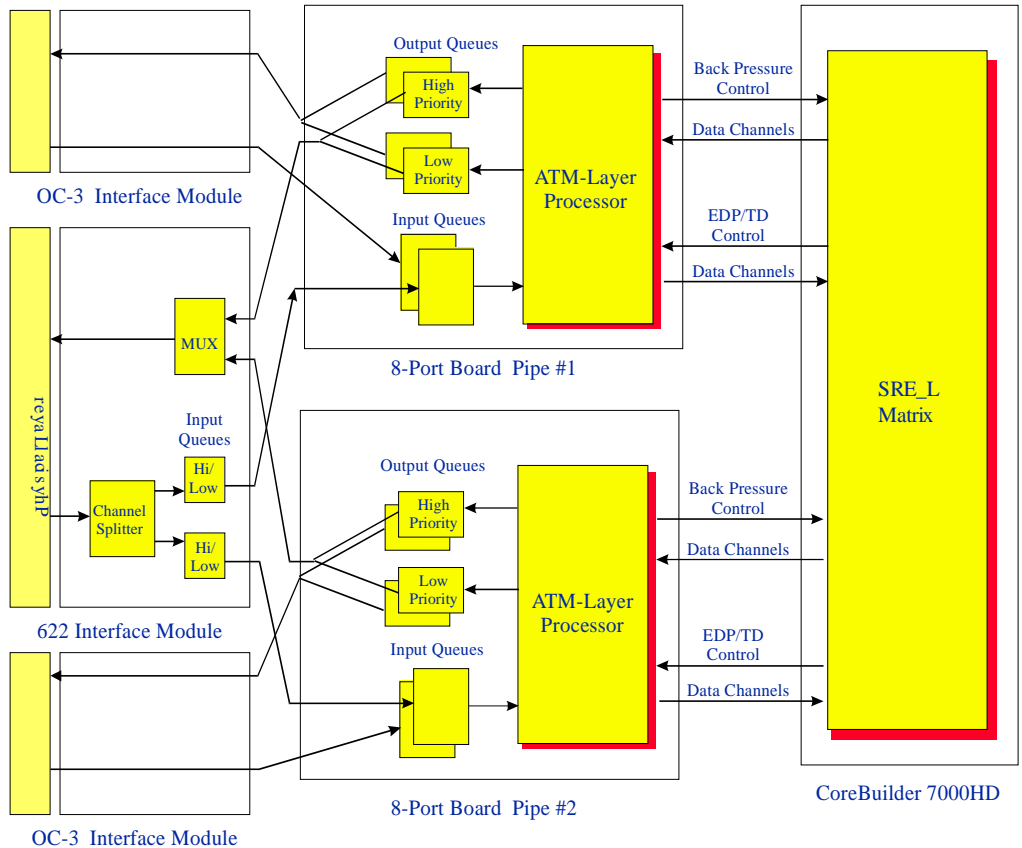 Output Queues
High
Priority
Low
Priority
Input Queues
ATM-Layer
Processor
Back Pressure
Control
Data Channels
EDP/TD
Control
Data Channels
OC-3 Interface Module
8-Port Board Pipe #1
MUX
Input
Queues
Hi/
Low
Channel
Splitter
Hi/
Low
reyaLlacisyhP
622 Interface Module
SRE_L
Matrix
Output Queues
High
Priority
Low
Priority
Input Queues
ATM-Layer
Processor
Back Pressure
Control
Data Channels
EDP/TD
Control
Data Channels
8-Port Board Pipe #2
CoreBuilder 7000HD
OC-3 Interface Module